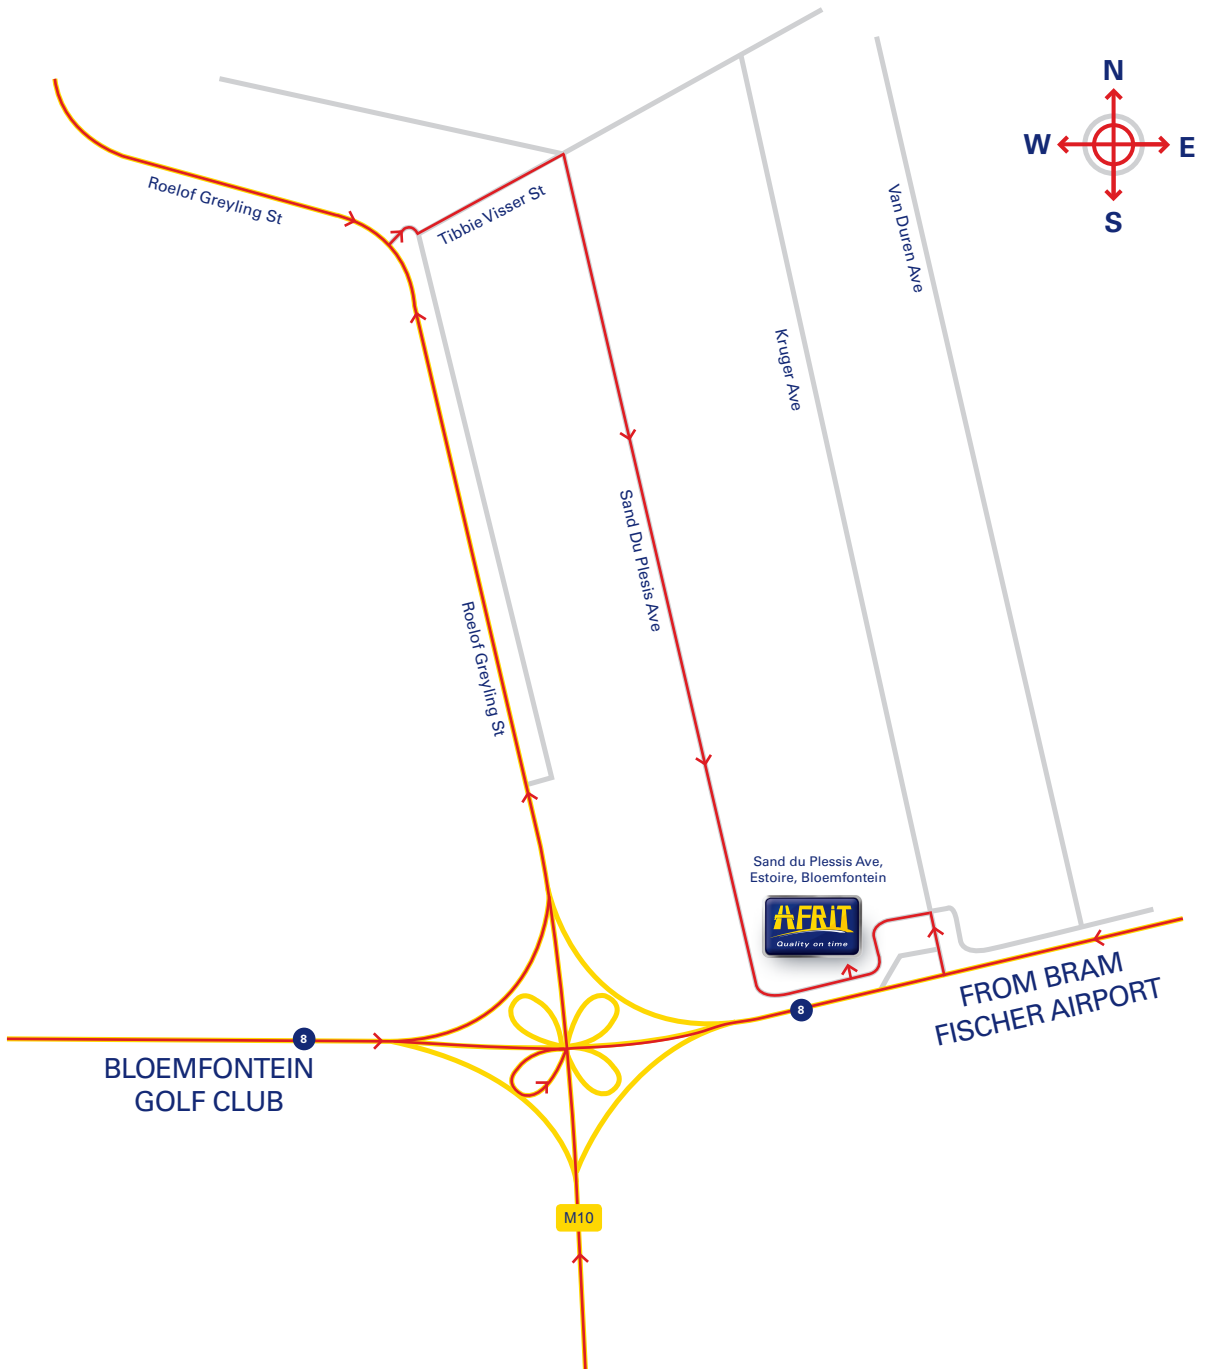 N
W
E
S
Roelof Greyling St
Tibbie Visser St
Van Duren Ave
Kruger Ave
Sand Du Plesis Ave
Roelof Greyling St
Sand du Plessis Ave,
Estoire, Bloemfontein
AFRiT
Quality on time
FROM BRAM
FISCHER AIRPORT
8
8
BLOEMFONTEIN
GOLF CLUB
M10